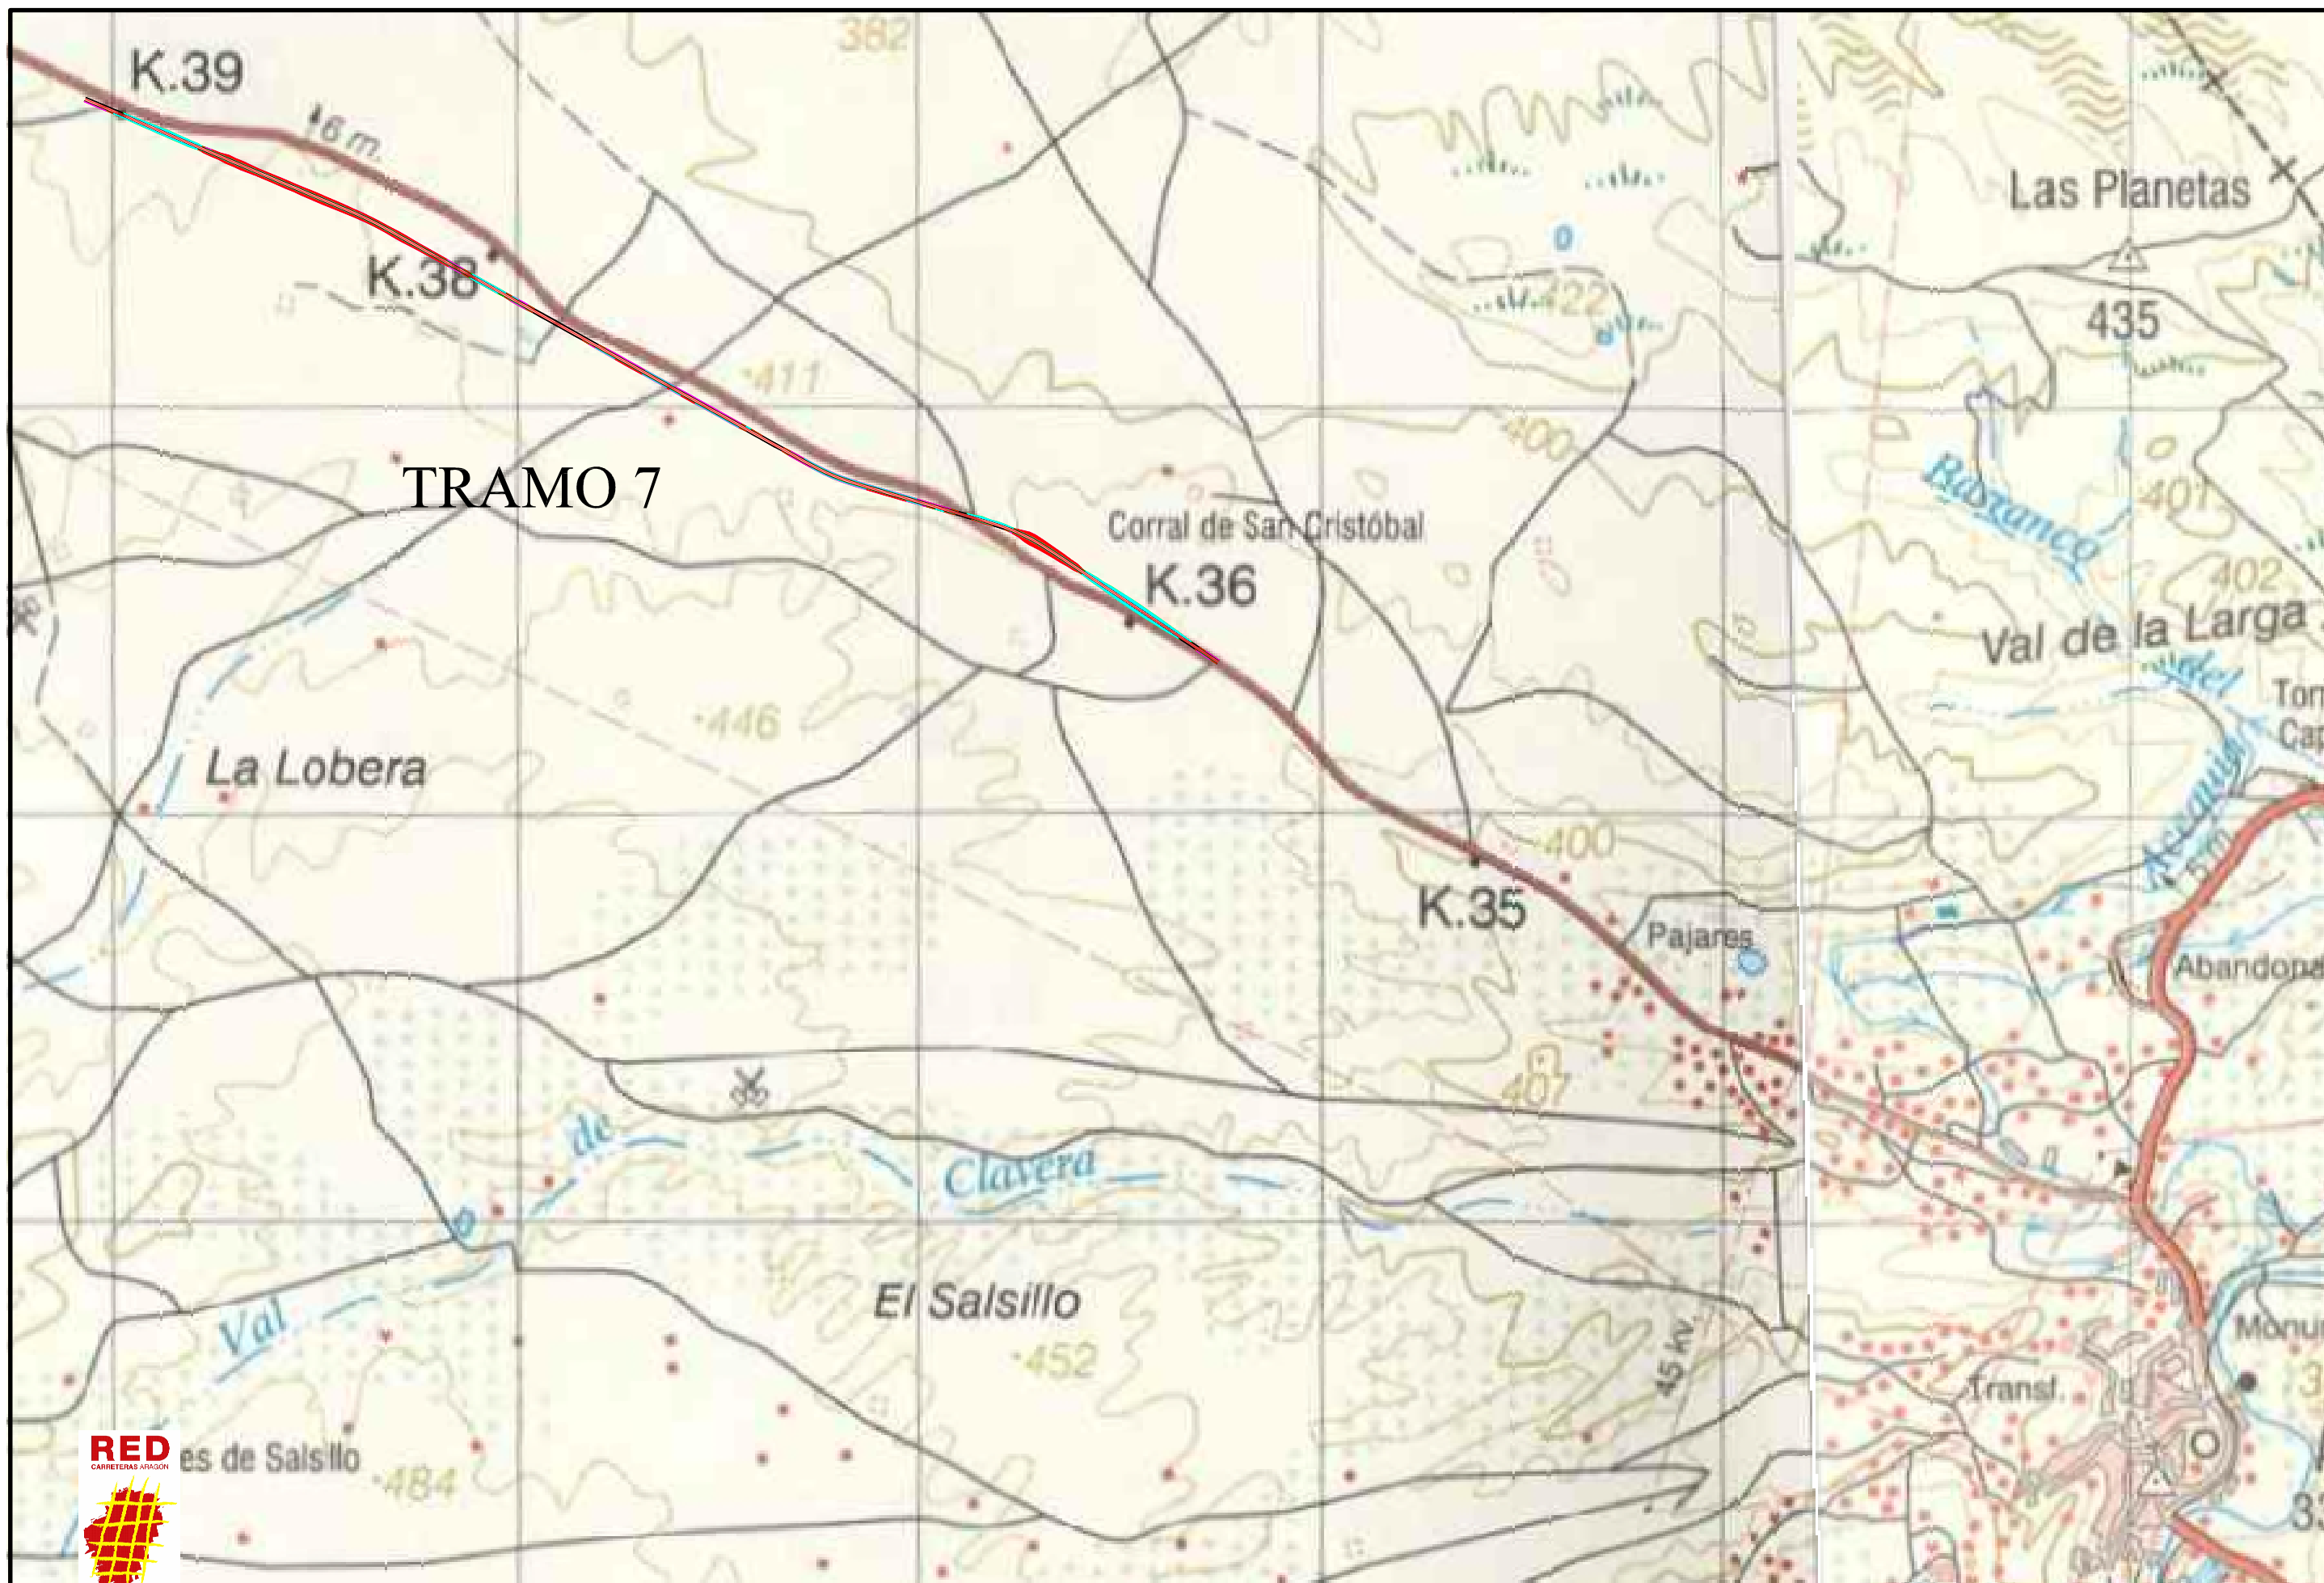 382
K.39
6 m.
Las Planetas
K.38
422
435
411
400
TRAMO 7
401
Barranco
Corral de San Cristóbal
402
K.36
Val de la Larga
del
446
La Lobera
Acequia
400
K.35
Pajares
407
de
Clavera
El Salsillo
Val
452
45 kv.
Transf.
RED
CARRETERAS ARAGÓN
es de Salsillo
484